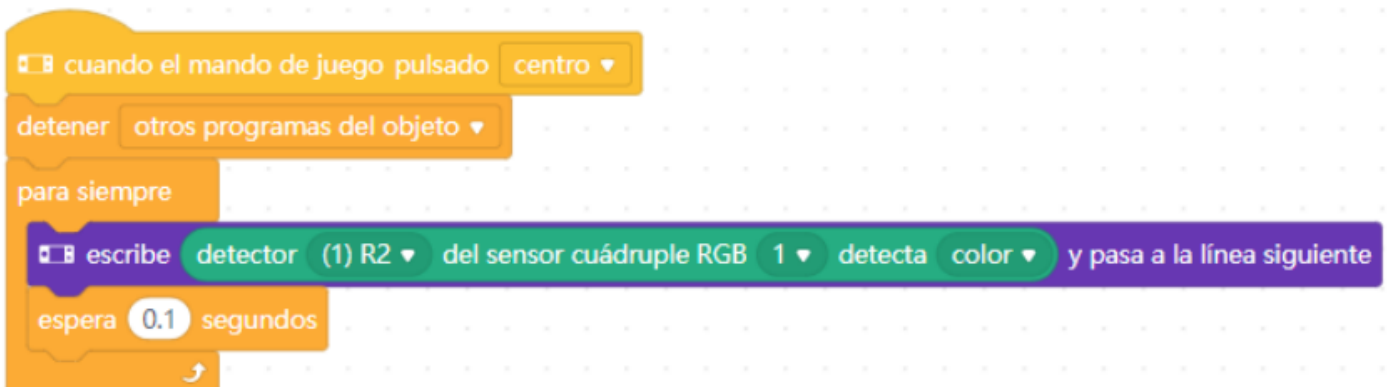 cuando el mando de juego pulsado centro
detener otros programas del objeto
para siempre
escribe detector (1) R2 del sensor cuádruple RGB 1 detecta color y pasa a la línea siguiente
espera 0.1 segundos